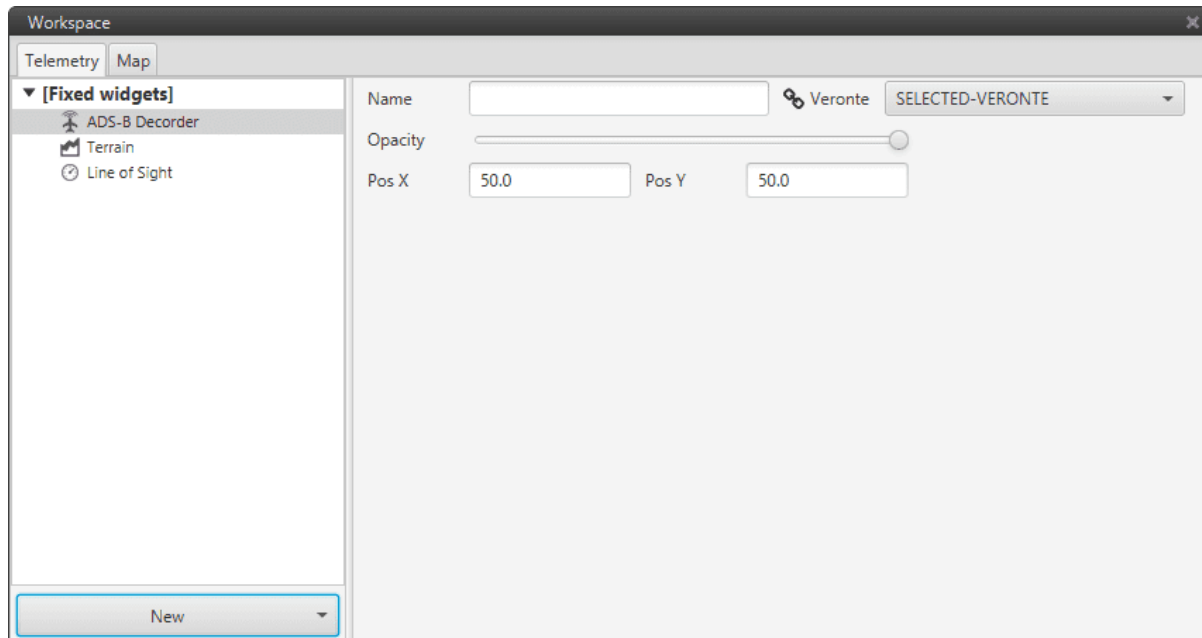 Workspace
Telemetry Map
[Fixed widgets]
ADS-B Decorder
Terrain
Line of Sight
New
Name Veronte SELECTED-VERONTE
Opacity
Pos X 50.0 Pos Y 50.0